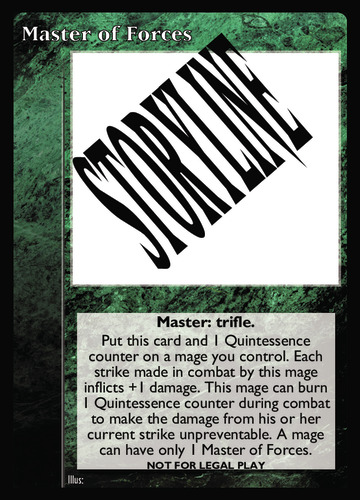 Master of Forces
STORYLINE
Master: trifle.
Put this card and 1 Quintessence
counter on a mage you control. Each
strike made in combat by this mage
inflicts +1 damage. This mage can burn
1 Quintessence counter during combat
to make the damage from his or her
current strike unpreventable. A mage
can have only 1 Master of Forces.
NOT FOR LEGAL PLAY
Illus: